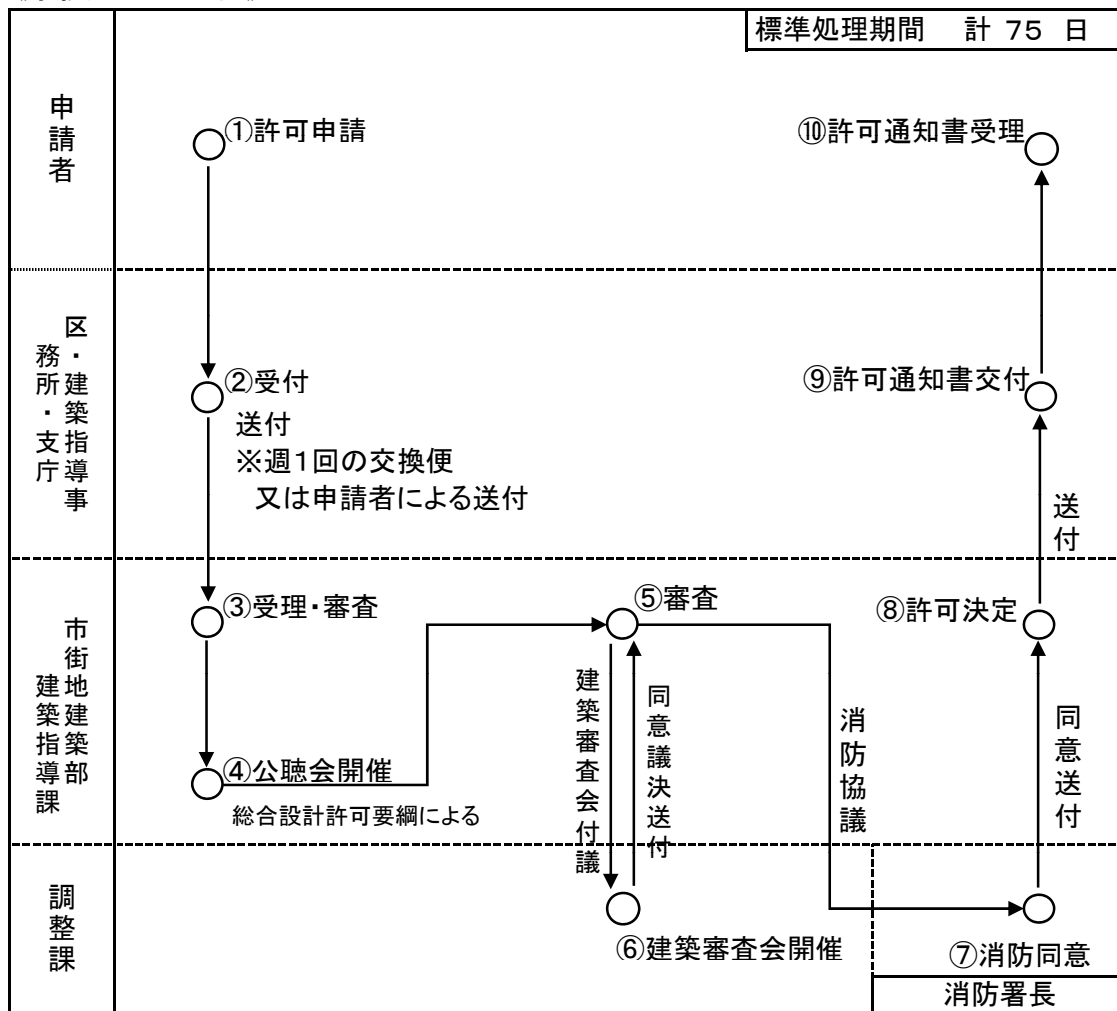 標準処理期間 計 75 日
申請者
①許可申請
⑩許可通知書受理
区・建築指導事
務所・支庁
②受付
送付
※週1回の交換便
又は申請者による送付
⑨許可通知書交付
送付
市街地建築部
建築指導課
③受理・審査
④公聴会開催
総合設計許可要綱による
⑤審査
建築審査会付議
同意議決送付
消防協議
⑧許可決定
同意送付
調整課
⑥建築審査会開催
⑦消防同意
消防署長